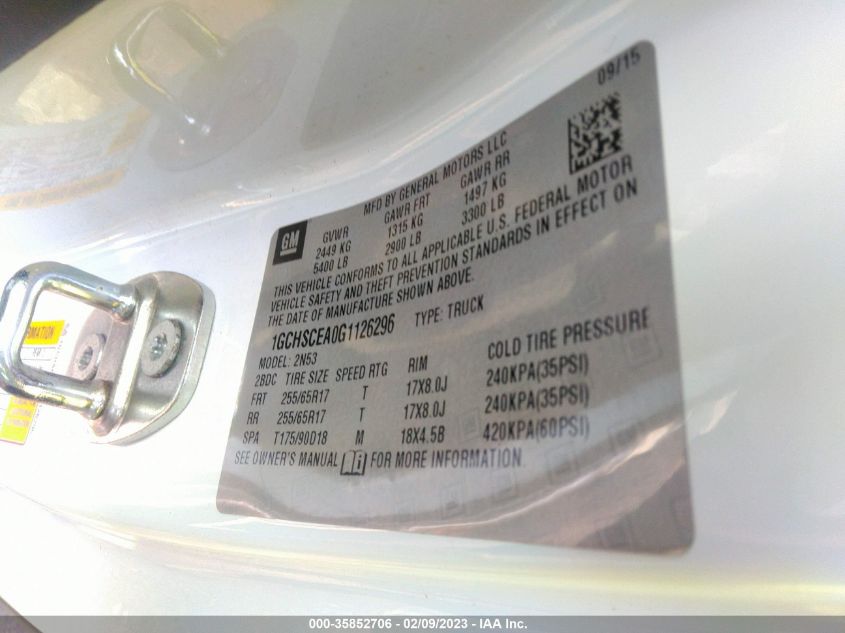 09/15
MFD BY GENERAL MOTORS LLC
GM
GVWR GAWR FRT GAWR RR
2449 KG 1315 KG 1497 KG
5400 LB 2900 LB 3300 LB
THIS VEHICLE CONFORMS TO ALL APPLICABLE U.S. FEDERAL MOTOR
VEHICLE SAFETY AND THEFT PREVENTION STANDARDS IN EFFECT ON
THE DATE OF MANUFACTURE SHOWN ABOVE.
1GCHSCEA0G1126296 TYPE: TRUCK
MODEL: 2N53
2BDC TIRE SIZE SPEED RTG RIM COLD TIRE PRESSURE
FRT 255/65R17 T 17X8.0J 240KPA(35PSI)
RR 255/65R17 T 17X8.0J 240KPA(35PSI)
SPA T175/90D18 M 18X4.5B 420KPA(60PSI)
SEE OWNER'S MANUAL FOR MORE INFORMATION.
000-35852706 - 02/09/2023 - IAA Inc.